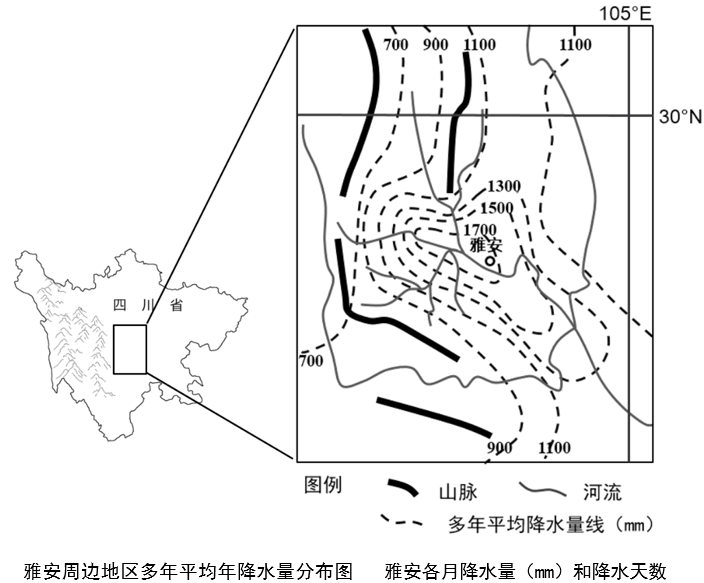 105°E
700 900 1100 1100
30°N
1300
1500
1700
雅安
四川省
700
900 1100
图例 山脉 河流
多年平均降水量线（mm）
雅安周边地区多年平均年降水量分布图 雅安各月降水量（mm）和降水天数